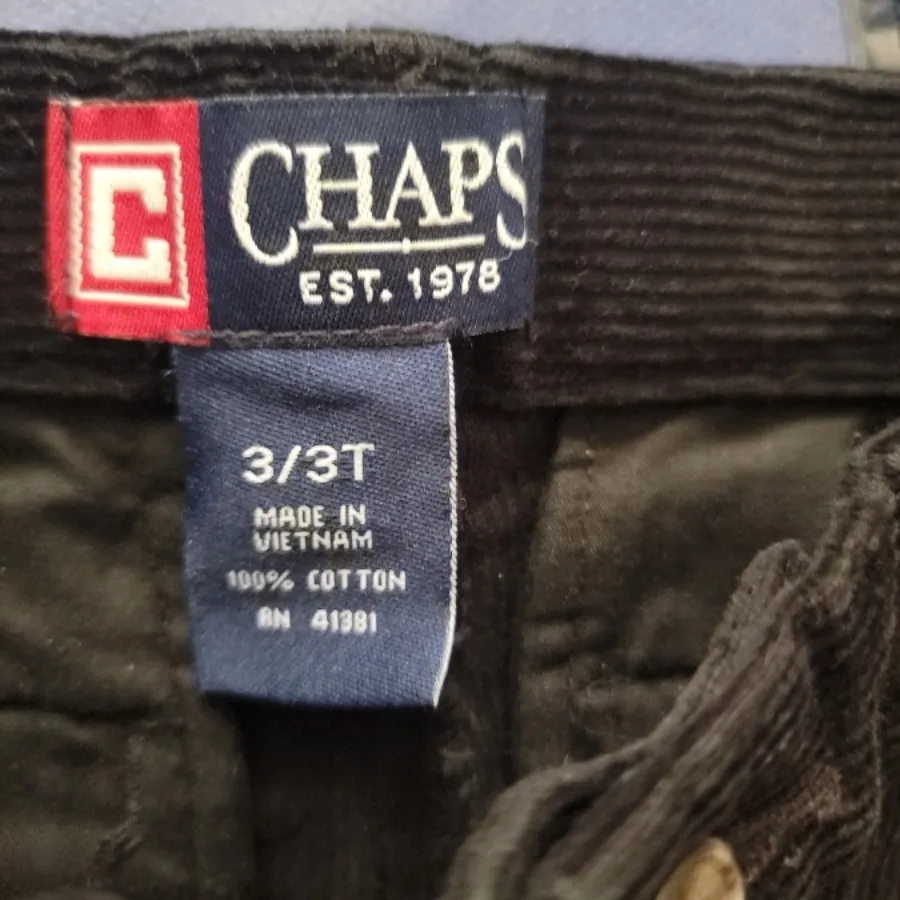 C
CHAPS
EST. 1978
3/3T
MADE IN
VIETNAM
100% COTTON
RN 41381